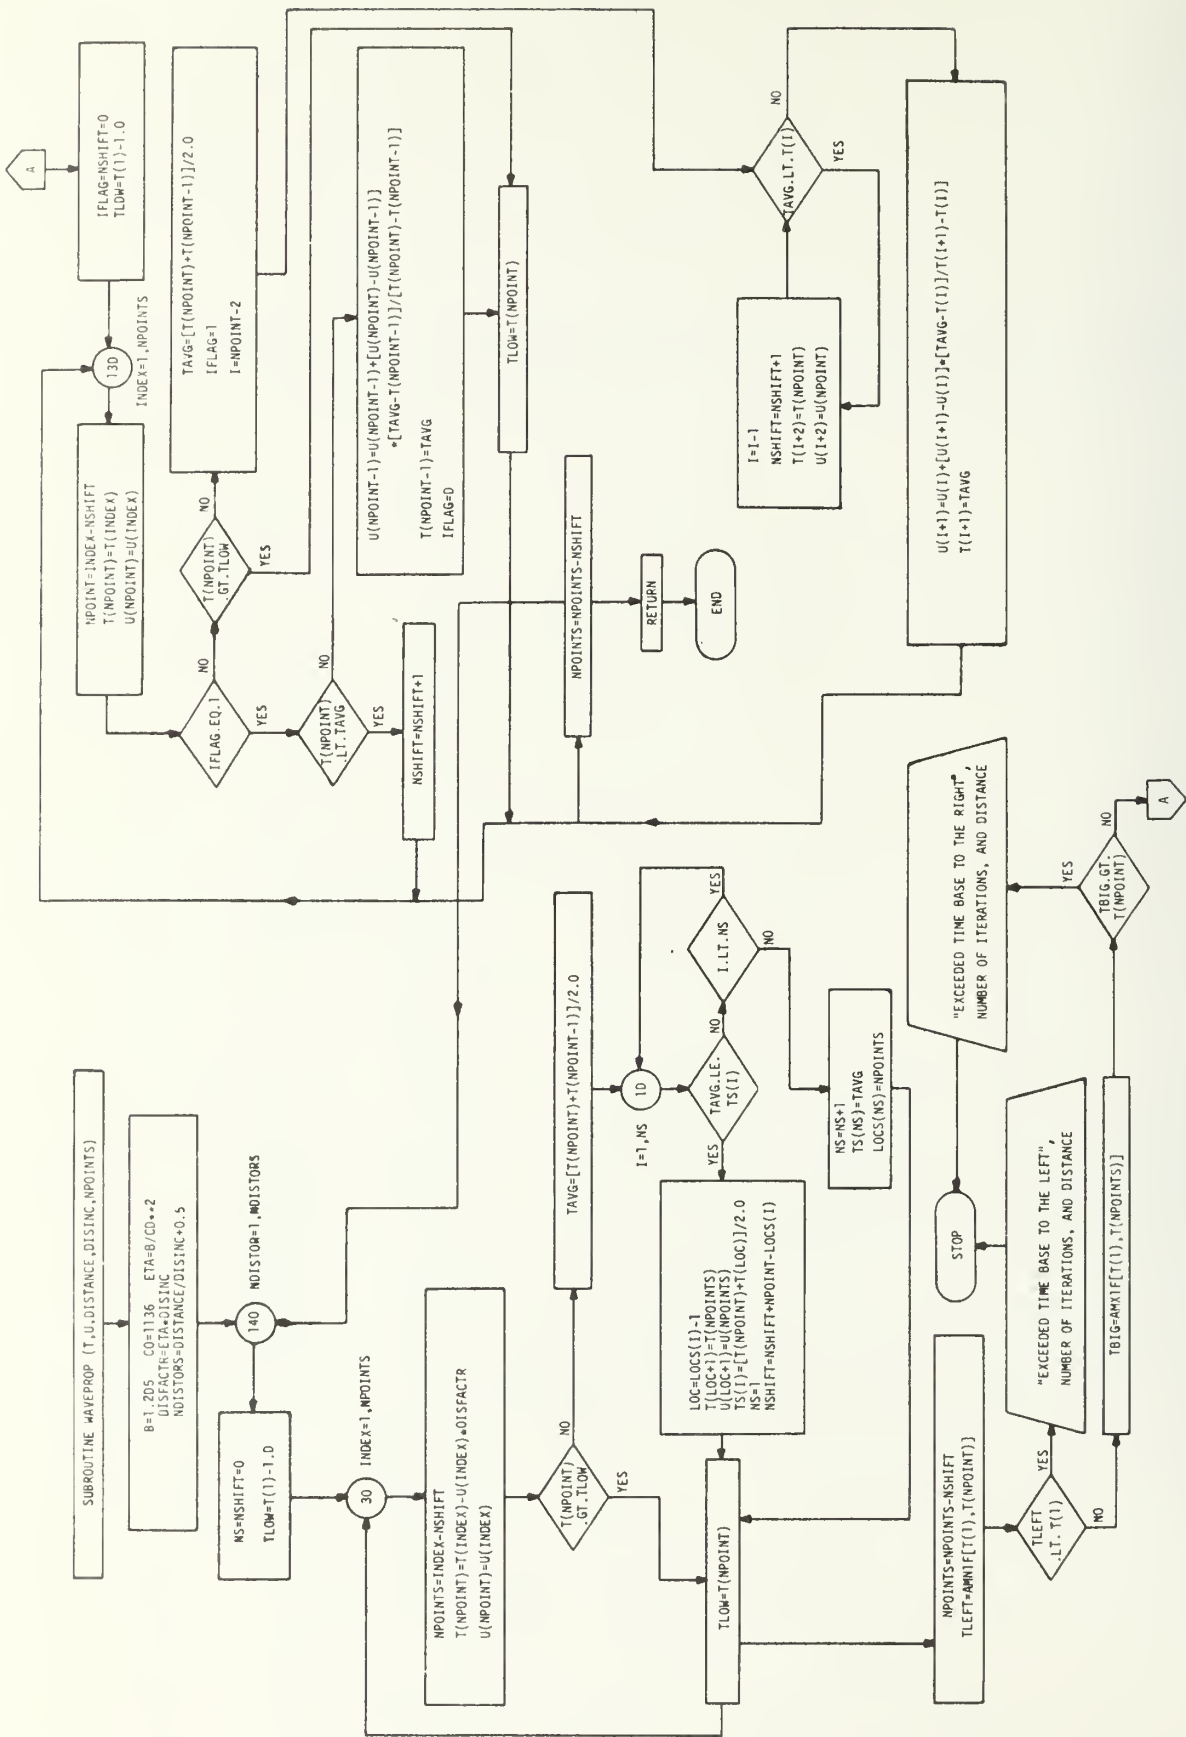 SUBROUTINE WAVEPROP (T,U,DISTANCE,DISINC,NPOINTS)
B=1.2D5 CO=1136 ETA=B/CD**2
DISFACTR=ETA*DISINC
NDISTORS=DISTANCE/DISINC+0.5
140
NDISTOR=1,NDISTORS
NS=NSHIFT=0
TLOW=T(1)-1.D
30
INDEX=1,NPOINTS
NPOINTS=INDEX-NSHIFT
T(NPOINT)=T(INDEX)-U(INDEX)*DISFACTR
U(NPOINT)=U(INDEX)
T(NPOINT)
.GT.TLOW
NO
YES
TAVG=[T(NPOINT)+T(NPOINT-1)]/2.0
1D
I=1,NS
TAVG.LE.
TS(I)
YES
NO
I.LT.NS
YES
NO
NS=NS+1
TS(NS)=TAVG
LOCS(NS)=NPOINTS
LOC=LOCS(I)-1
T(LOC+1)=T(NPOINTS)
U(LOC+1)=U(NPOINTS)
TS(I)=[T(NPOINT)+T(LOC)]/2.0
NS=1
NSHIFT=NSHIFT+NPOINT-LOCS(I)
TLOW=T(NPOINT)
NPOINTS=NPOINTS-NSHIFT
TLEFT=AMN1F[T(1),T(NPOINT)]
TLEFT
.LT. T(1)
YES
NO
"EXCEEDED TIME BASE TO THE LEFT",
NUMBER OF ITERATIONS, AND DISTANCE
STOP
TBIG=AMX1F[T(1),T(NPOINTS)]
TBIG.GT.
T(NPOINT)
YES
NO
"EXCEEDED TIME BASE TO THE RIGHT",
NUMBER OF ITERATIONS, AND DISTANCE
A
A
IFLAG=NSHIFT=0
TLDW=T(1)-1.0
13D
INDEX=1,NPOINTS
NPOINT=INDEX-NSHIFT
T(NPOINT)=T(INDEX)
U(NPOINT)=U(INDEX)
IFLAG.EQ.1
NO
YES
T(NPOINT)
.GT.TLOW
NO
YES
TAVG=[T(NPOINT)+T(NPOINT-1)]/2.0
IFLAG=1
I=NPOINT-2
T(NPOINT)
.LT.TAVG
NO
YES
NSHIFT=NSHIFT+1
U(NPOINT-1)=U(NPOINT-1)+[U(NPOINT)-U(NPOINT-1)]
*[TAVG-T(NPOINT-1)]/[T(NPOINT)-T(NPOINT-1)]
T(NPOINT-1)=TAVG
IFLAG=D
TLOW=T(NPOINT)
NPOINTS=NPOINTS-NSHIFT
RETURN
END
TAVG.LT.T(I)
NO
YES
I=I-1
NSHIFT=NSHIFT+1
T(I+2)=T(NPOINT)
U(I+2)=U(NPOINT)
U(I+1)=U(I)+[U(I+1)-U(I)]*[TAVG-T(I)]/T(I+1)-T(I)]
T(I+1)=TAVG